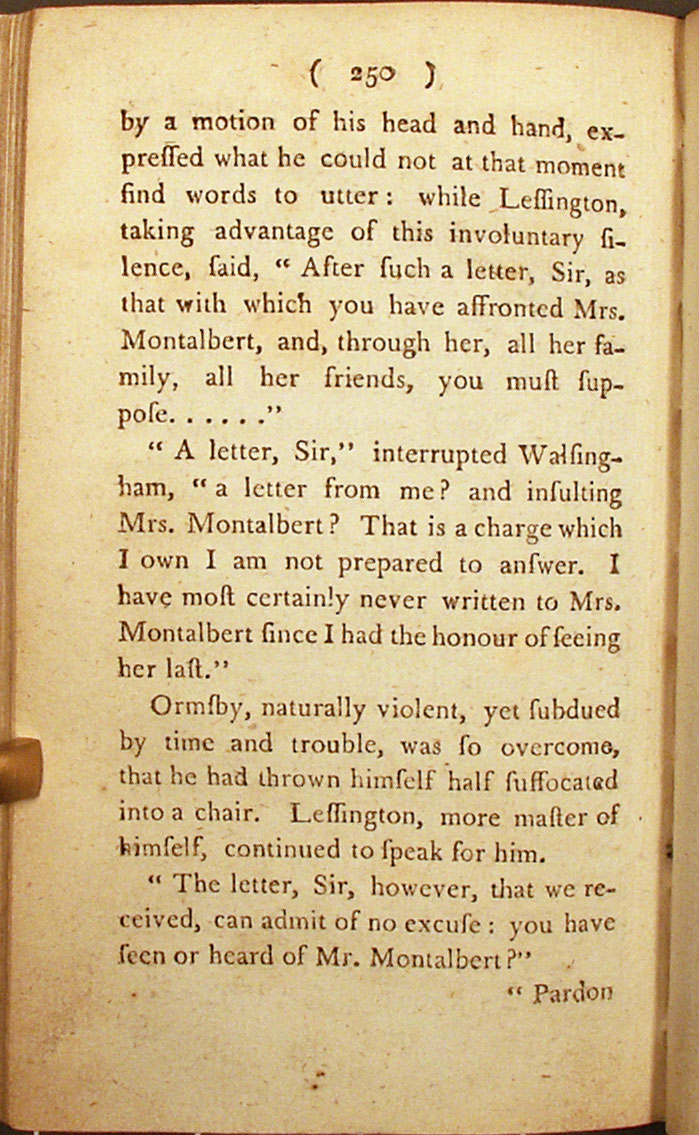 ( 250 )
by a motion of his head and hand, ex-
preſſed what he could not at that moment
find words to utter: while Leſſington,
taking advantage of this involuntary ſi-
lence, ſaid, “ After ſuch a letter, Sir, as
that with which you have affronted Mrs.
Montalbert, and, through her, all her fa-
mily, all her friends, you muſt ſup-
poſe. . . . . .”
“ A letter, Sir,” interrupted Walſing-
ham, “ a letter from me? and inſulting
Mrs. Montalbert? That is a charge which
I own I am not prepared to anſwer. I
have moſt certainly never written to Mrs.
Montalbert ſince I had the honour of ſeeing
her laſt.”
Ormſby, naturally violent, yet ſubdued
by time and trouble, was ſo overcome,
that he had thrown himſelf half ſuffocated
into a chair. Leſſington, more maſter of
himſelf, continued to ſpeak for him.
“ The letter, Sir, however, that we re-
ceived, can admit of no excuſe: you have
ſeen or heard of Mr. Montalbert?”
“ Pardon